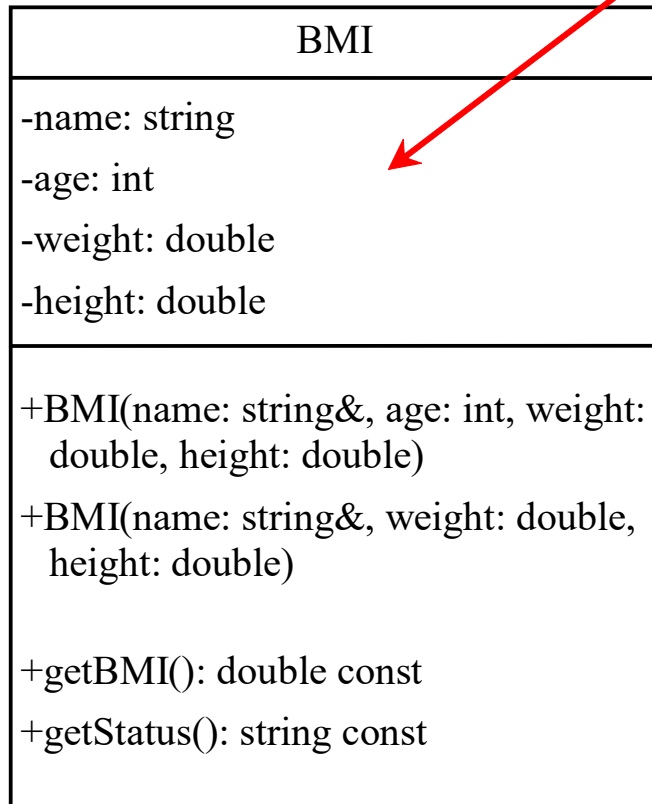 BMI
-name: string
-age: int
-weight: double
-height: double
+BMI(name: string&, age: int, weight:
double, height: double)
+BMI(name: string&, weight: double,
height: double)
+getBMI(): double const
+getStatus(): string const